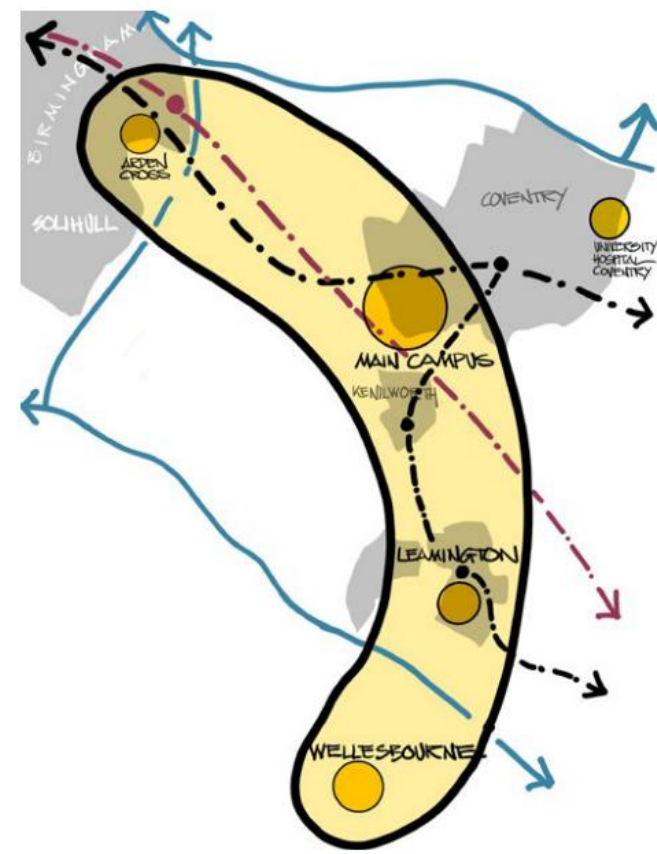 BIRMINGHAM
ARDEN
CROSS
SOLIHULL
COVENTRY
UNIVERSITY
HOSPITAL
COVENTRY
MAIN CAMPUS
KENILWORTH
LEAMINGTON
WELLESBOURNE